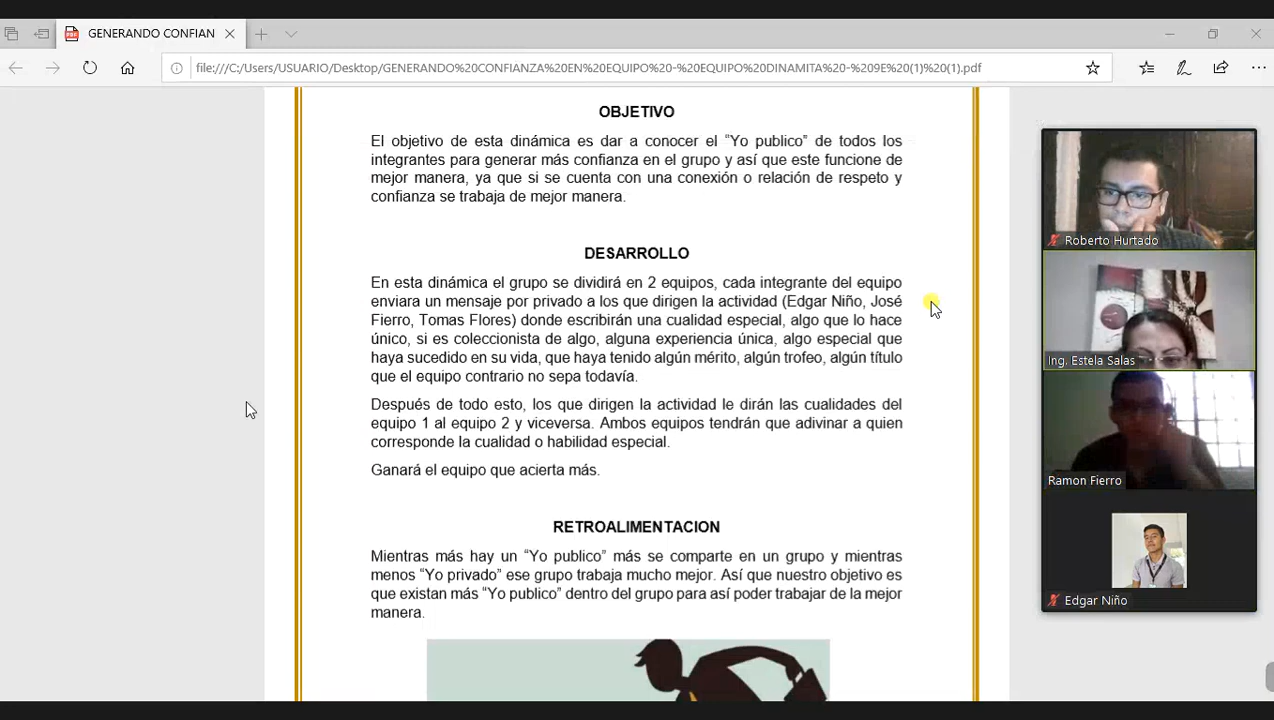 GENERANDO CONFIAN
file:///C:/Users/USUARIO/Desktop/GENERANDO%20CONFIANZA%20EN%20EQUIPO%20-%20EQUIPO%20DINAMITA%20-%209E%20(1)%20(1).pdf
OBJETIVO
El objetivo de esta dinámica es dar a conocer el “Yo publico” de todos los
integrantes para generar más confianza en el grupo y así que este funcione de
mejor manera, ya que si se cuenta con una conexión o relación de respeto y
confianza se trabaja de mejor manera.
DESARROLLO
En esta dinámica el grupo se dividirá en 2 equipos, cada integrante del equipo
enviara un mensaje por privado a los que dirigen la actividad (Edgar Niño, José
Fierro, Tomas Flores) donde escribirán una cualidad especial, algo que lo hace
único, si es coleccionista de algo, alguna experiencia única, algo especial que
haya sucedido en su vida, que haya tenido algún mérito, algún trofeo, algún título
que el equipo contrario no sepa todavía.
Después de todo esto, los que dirigen la actividad le dirán las cualidades del
equipo 1 al equipo 2 y viceversa. Ambos equipos tendrán que adivinar a quien
corresponde la cualidad o habilidad especial.
Ganará el equipo que acierta más.
RETROALIMENTACION
Mientras más hay un “Yo publico” más se comparte en un grupo y mientras
menos “Yo privado” ese grupo trabaja mucho mejor. Así que nuestro objetivo es
que existan más “Yo publico” dentro del grupo para así poder trabajar de la mejor
manera.
Roberto Hurtado
Ing. Estela Salas
Ramon Fierro
Edgar Niño